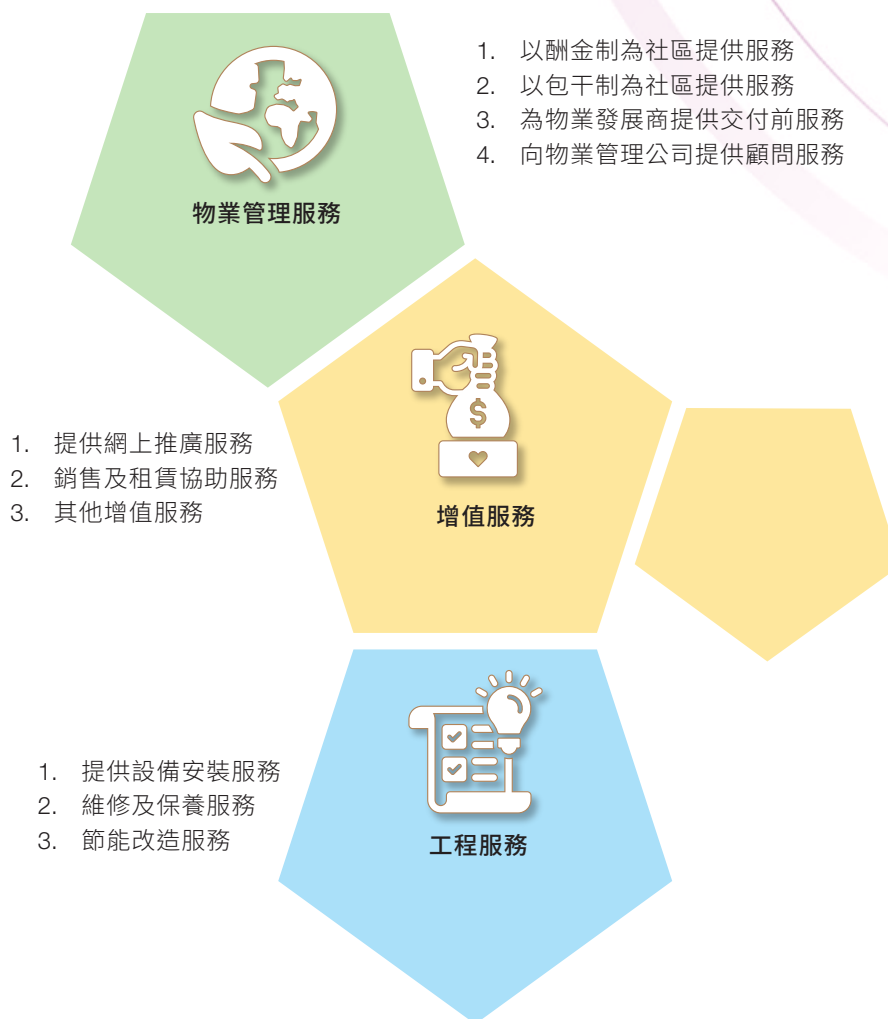 1. 以酬金制為社區提供服務
2. 以包干制為社區提供服務
3. 為物業發展商提供交付前服務
4. 向物業管理公司提供顧問服務
物業管理服務
$
1. 提供網上推廣服務
2. 銷售及租賃協助服務
3. 其他增值服務
增值服務
1. 提供設備安裝服務
2. 維修及保養服務
3. 節能改造服務
工程服務